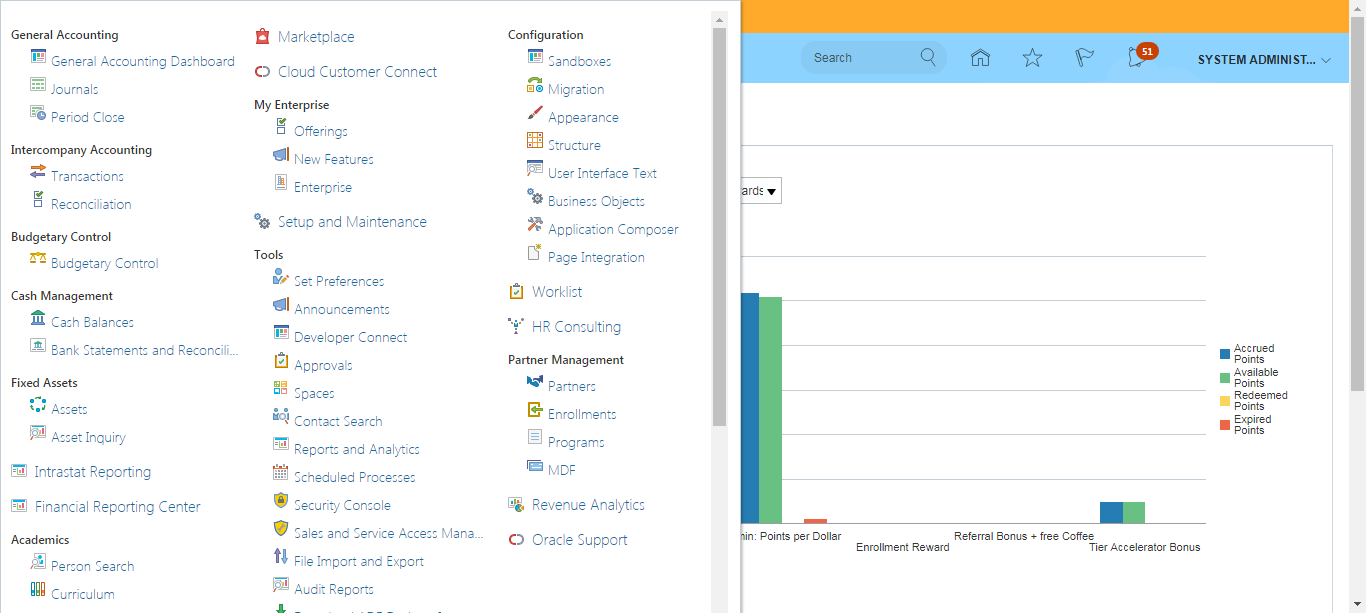 General Accounting
General Accounting Dashboard
Journals
Period Close
Intercompany Accounting
Transactions
Reconciliation
Budgetary Control
Budgetary Control
Cash Management
Cash Balances
Bank Statements and Reconcili...
Fixed Assets
Assets
Asset Inquiry
Intrastat Reporting
Financial Reporting Center
Academics
Person Search
Curriculum
Marketplace
Cloud Customer Connect
My Enterprise
Offerings
New Features
Enterprise
Setup and Maintenance
Tools
Set Preferences
Announcements
Developer Connect
Approvals
Spaces
Contact Search
Reports and Analytics
Scheduled Processes
Security Console
Sales and Service Access Mana...
File Import and Export
Audit Reports
Configuration
Sandboxes
Migration
Appearance
Structure
User Interface Text
Business Objects
Application Composer
Page Integration
Worklist
HR Consulting
Partner Management
Partners
Enrollments
Programs
MDF
Revenue Analytics
Oracle Support
Search
51
SYSTEM ADMINIST...
ards
Accrued
Points
Available
Points
Redeemed
Points
Expired
Points
min: Points per Dollar
Enrollment Reward
Referral Bonus + free Coffee
Tier Accelerator Bonus